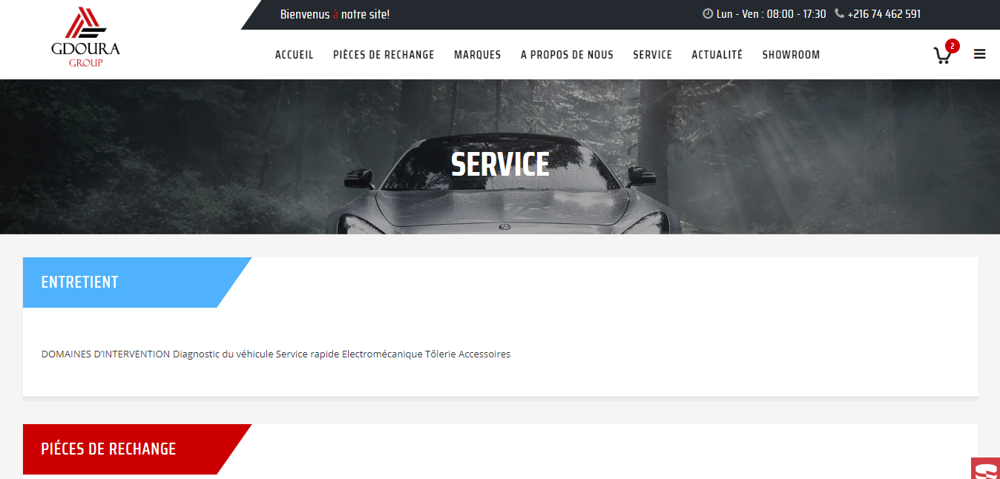 Bienvenus à notre site!
Lun - Ven : 08:00 - 17:30 +216 74 462 591
GDOURA
GROUP
ACCUEIL PIÈCES DE RECHANGE MARQUES A PROPOS DE NOUS SERVICE ACTUALITÉ SHOWROOM
2
SERVICE
ENTRETIENT
DOMAINES D'INTERVENTION Diagnostic du véhicule Service rapide Electromécanique Tôlerie Accessoires
PIÉCES DE RECHANGE